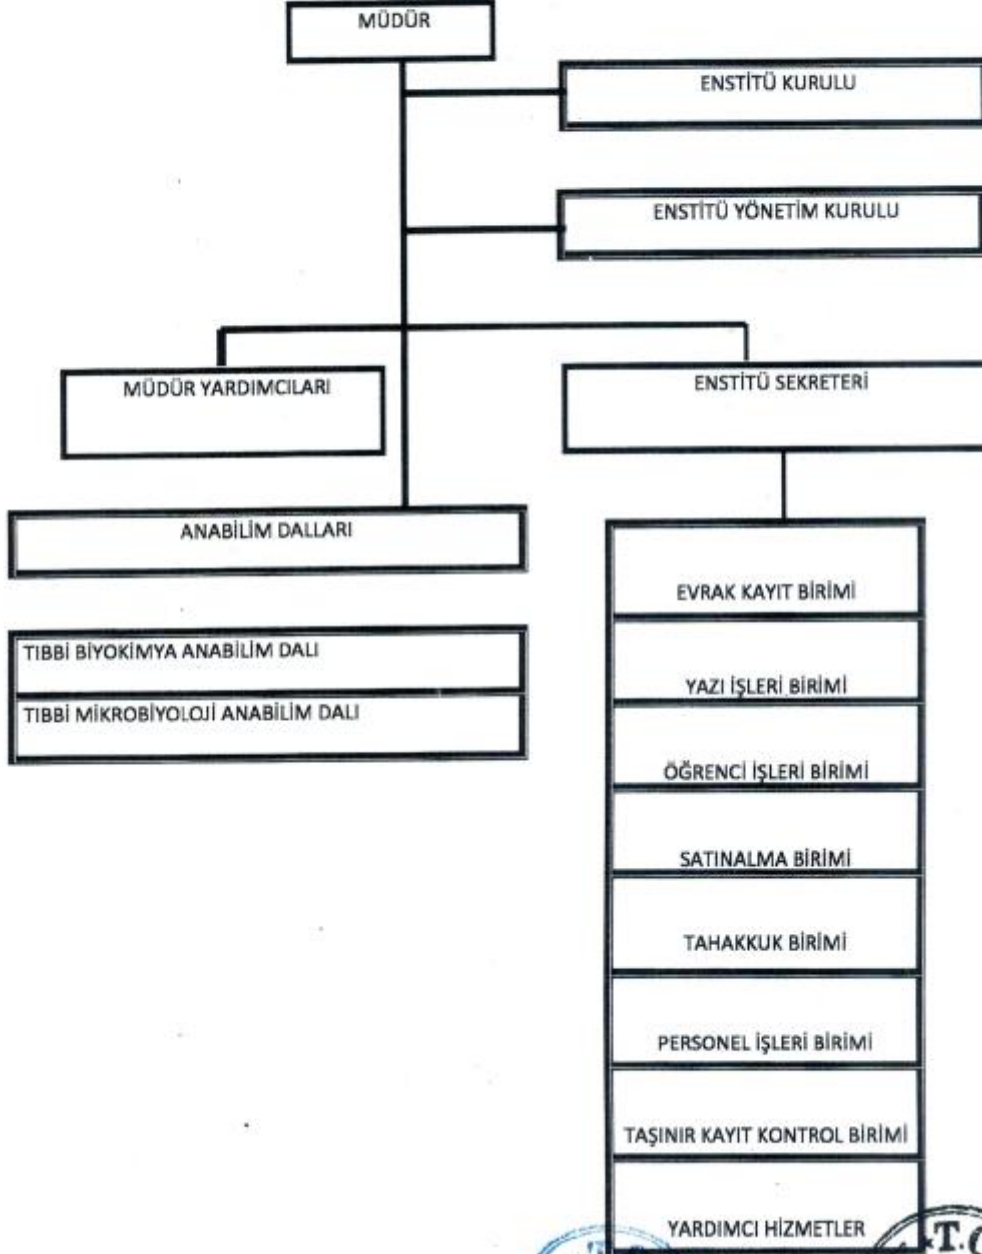 MÜDÜR
ENSTİTÜ KURULU
ENSTİTÜ YÖNETİM KURULU
MÜDÜR YARDIMCILARI
ENSTİTÜ SEKRETERİ
ANABİLİM DALLARI
TIBBİ BİYOKİMYA ANABİLİM DALI
TIBBİ MİKROBİYOLOJİ ANABİLİM DALI
EVRAK KAYIT BİRİMİ
YAZI İŞLERİ BİRİMİ
ÖĞRENCİ İŞLERİ BİRİMİ
SATINALMA BİRİMİ
TAHAKKUK BİRİMİ
PERSONEL İŞLERİ BİRİMİ
TAŞINIR KAYIT KONTROL BİRİMİ
YARDIMCI HİZMETLER